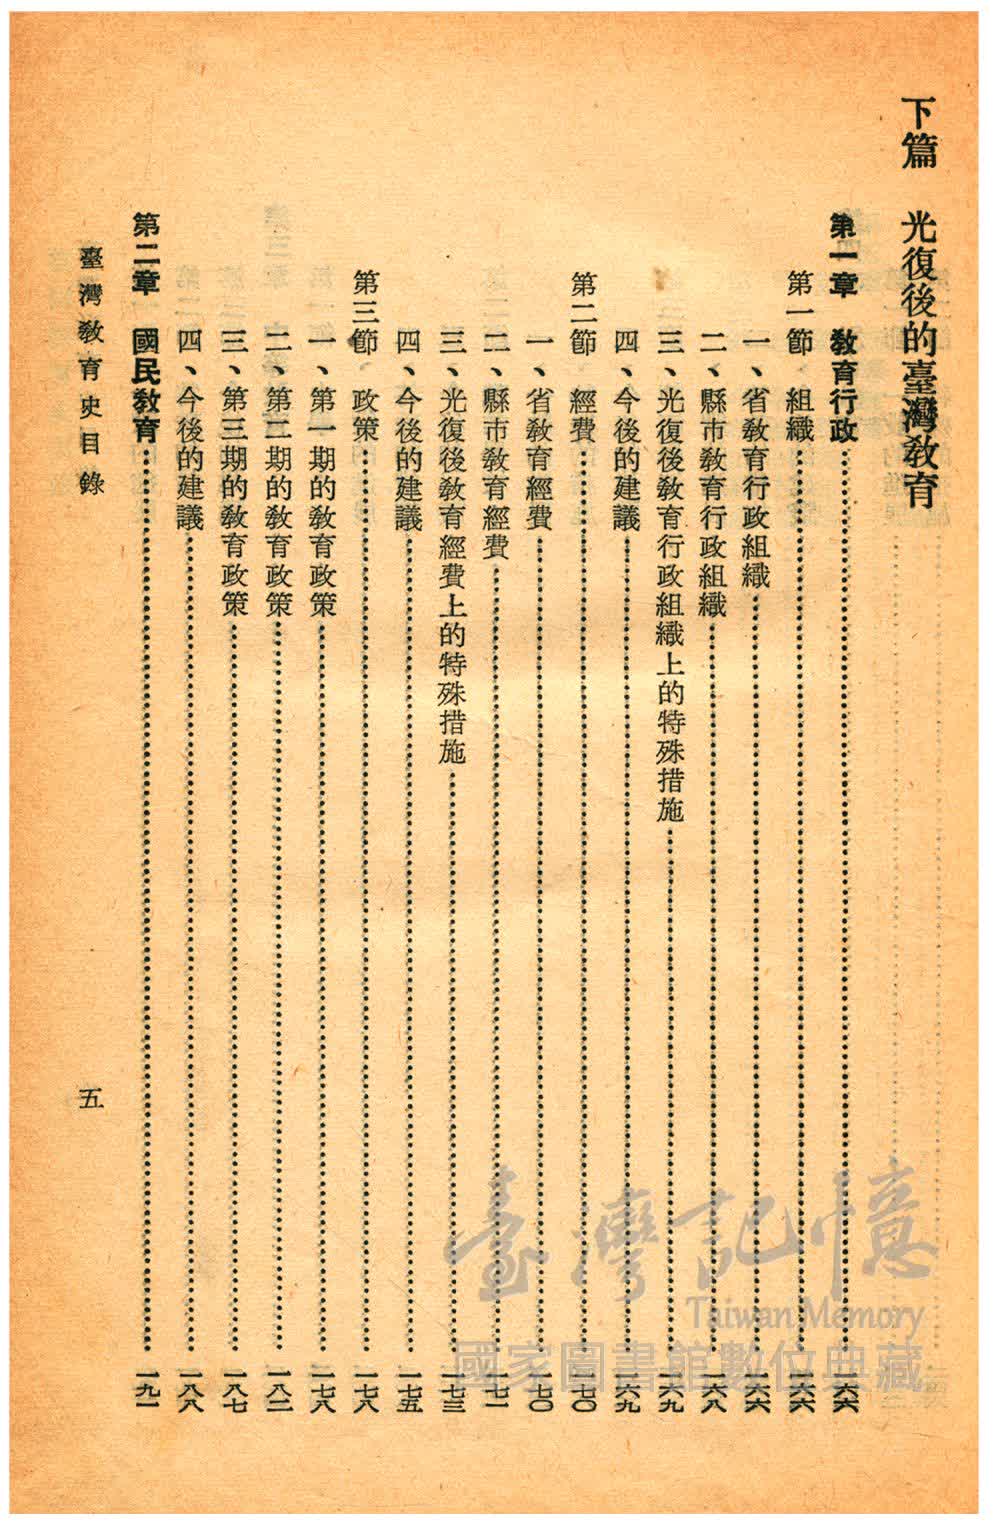 下篇　光復後的臺灣教育
第一章　教育行政……一六六
第一節　組織……一六六
一、省教育行政組織……一六六
二、縣市教育行政組織……一六八
三、光復後教育行政組織上的特殊措施……一六九
四、今後的建議……一六九
第二節　經費……一七〇
一、省教育經費……一七〇
二、縣市教育經費……一七一
三、光復後教育經費上的特殊措施……一七三
四、今後的建議……一七五
第三節　政策……一七八
一、第一期的教育政策……一七八
二、第二期的教育政策……一八二
三、第三期的教育政策……一八七
四、今後的建議……一八八
第二章　國民教育……一九一
臺灣教育史目錄
五
臺灣記憶
Taiwan Memory
國家圖書館數位典藏